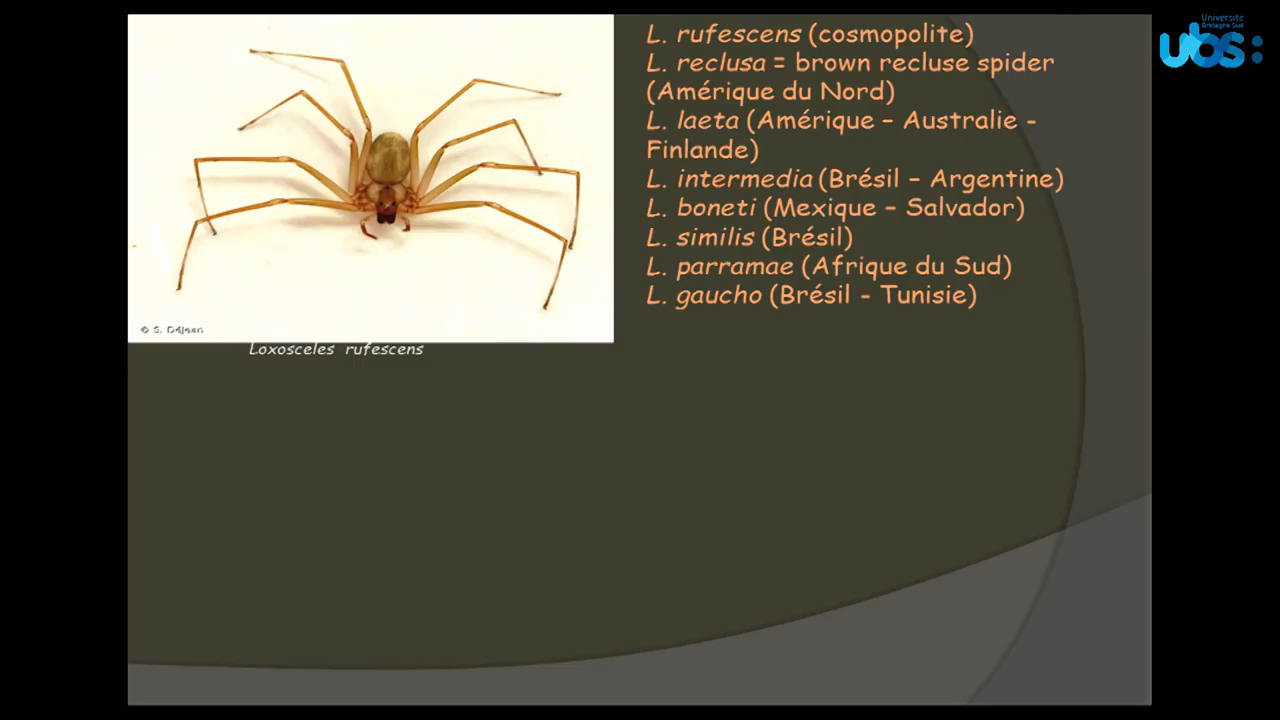 L. rufescens (cosmopolite)
L. reclusa = brown recluse spider
(Amérique du Nord)
L. laeta (Amérique – Australie -
Finlande)
L. intermedia (Brésil – Argentine)
L. boneti (Mexique – Salvador)
L. similis (Brésil)
L. parramae (Afrique du Sud)
L. gaucho (Brésil - Tunisie)
© S. Déjean
Loxosceles rufescens
Université
Bretagne Sud
ubs: